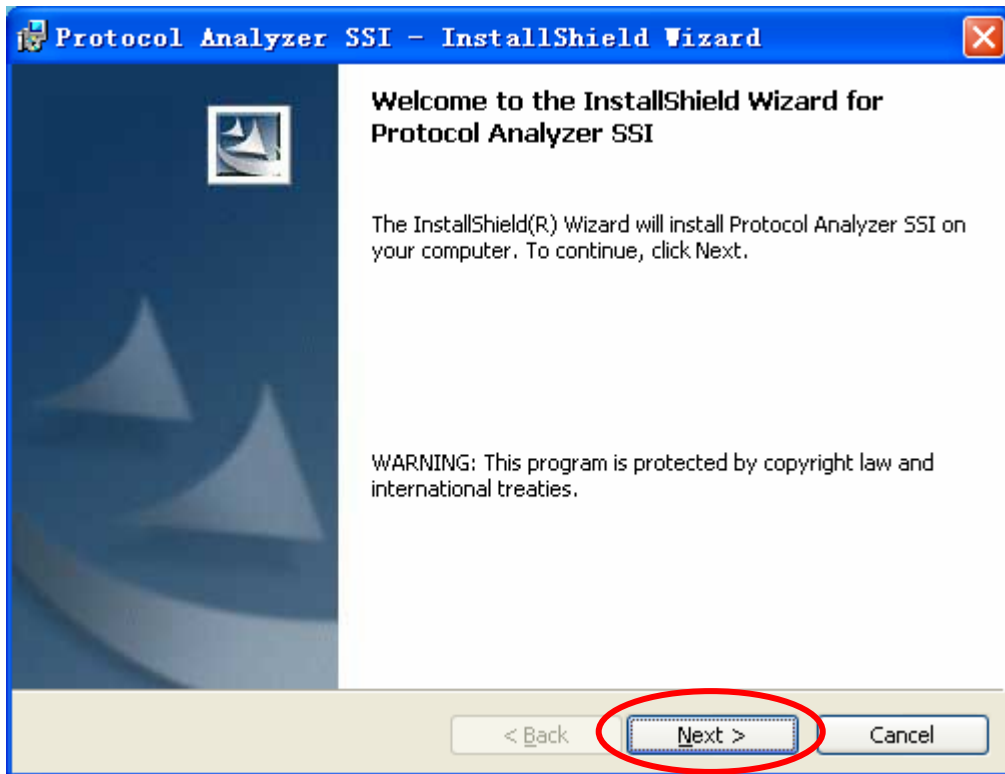 Protocol Analyzer SSI - InstallShield Wizard
Welcome to the InstallShield Wizard for
Protocol Analyzer SSI
The InstallShield(R) Wizard will install Protocol Analyzer SSI on
your computer. To continue, click Next.
WARNING: This program is protected by copyright law and
international treaties.
< Back
Next >
Cancel